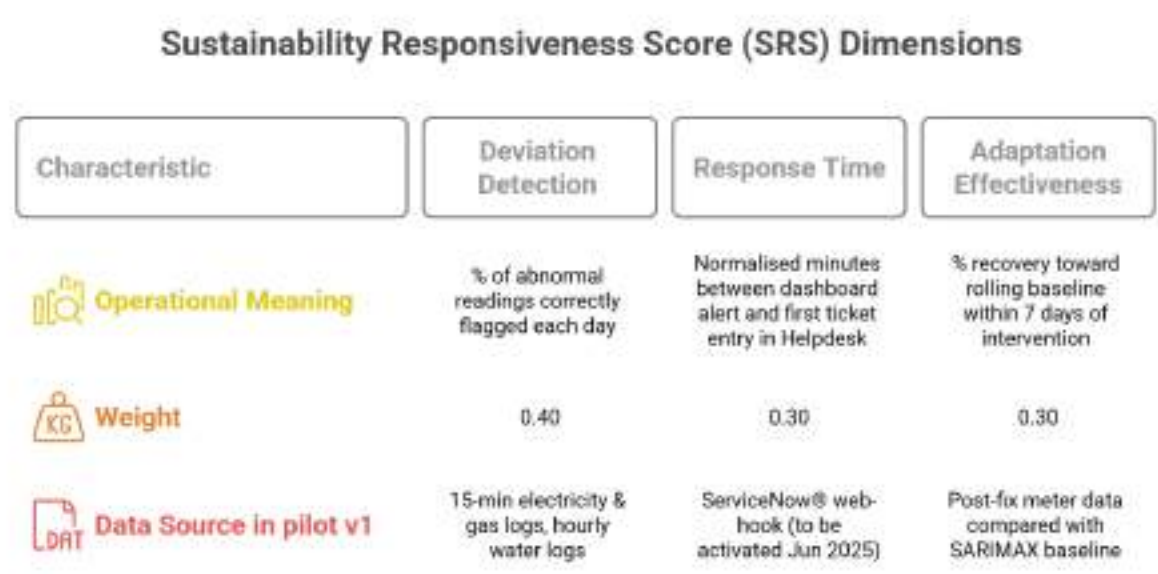 Sustainability Responsiveness Score (SRS) Dimensions
Characteristic
Deviation
Detection
Response Time
Adaptation
Effectiveness
Operational Meaning
% of abnormal
readings correctly
flagged each day
Normalised minutes
between dashboard
alert and first ticket
entry in Helpdesk
% recovery toward
rolling baseline
within 7 days of
intervention
KG
Weight
0.40
0.30
0.30
DAT
Data Source in pilot v1
15-min electricity &
gas logs, hourly
water logs
ServiceNow® web-
hook (to be
activated Jun 2025)
Post-fix meter data
compared with
SARIMAX baseline